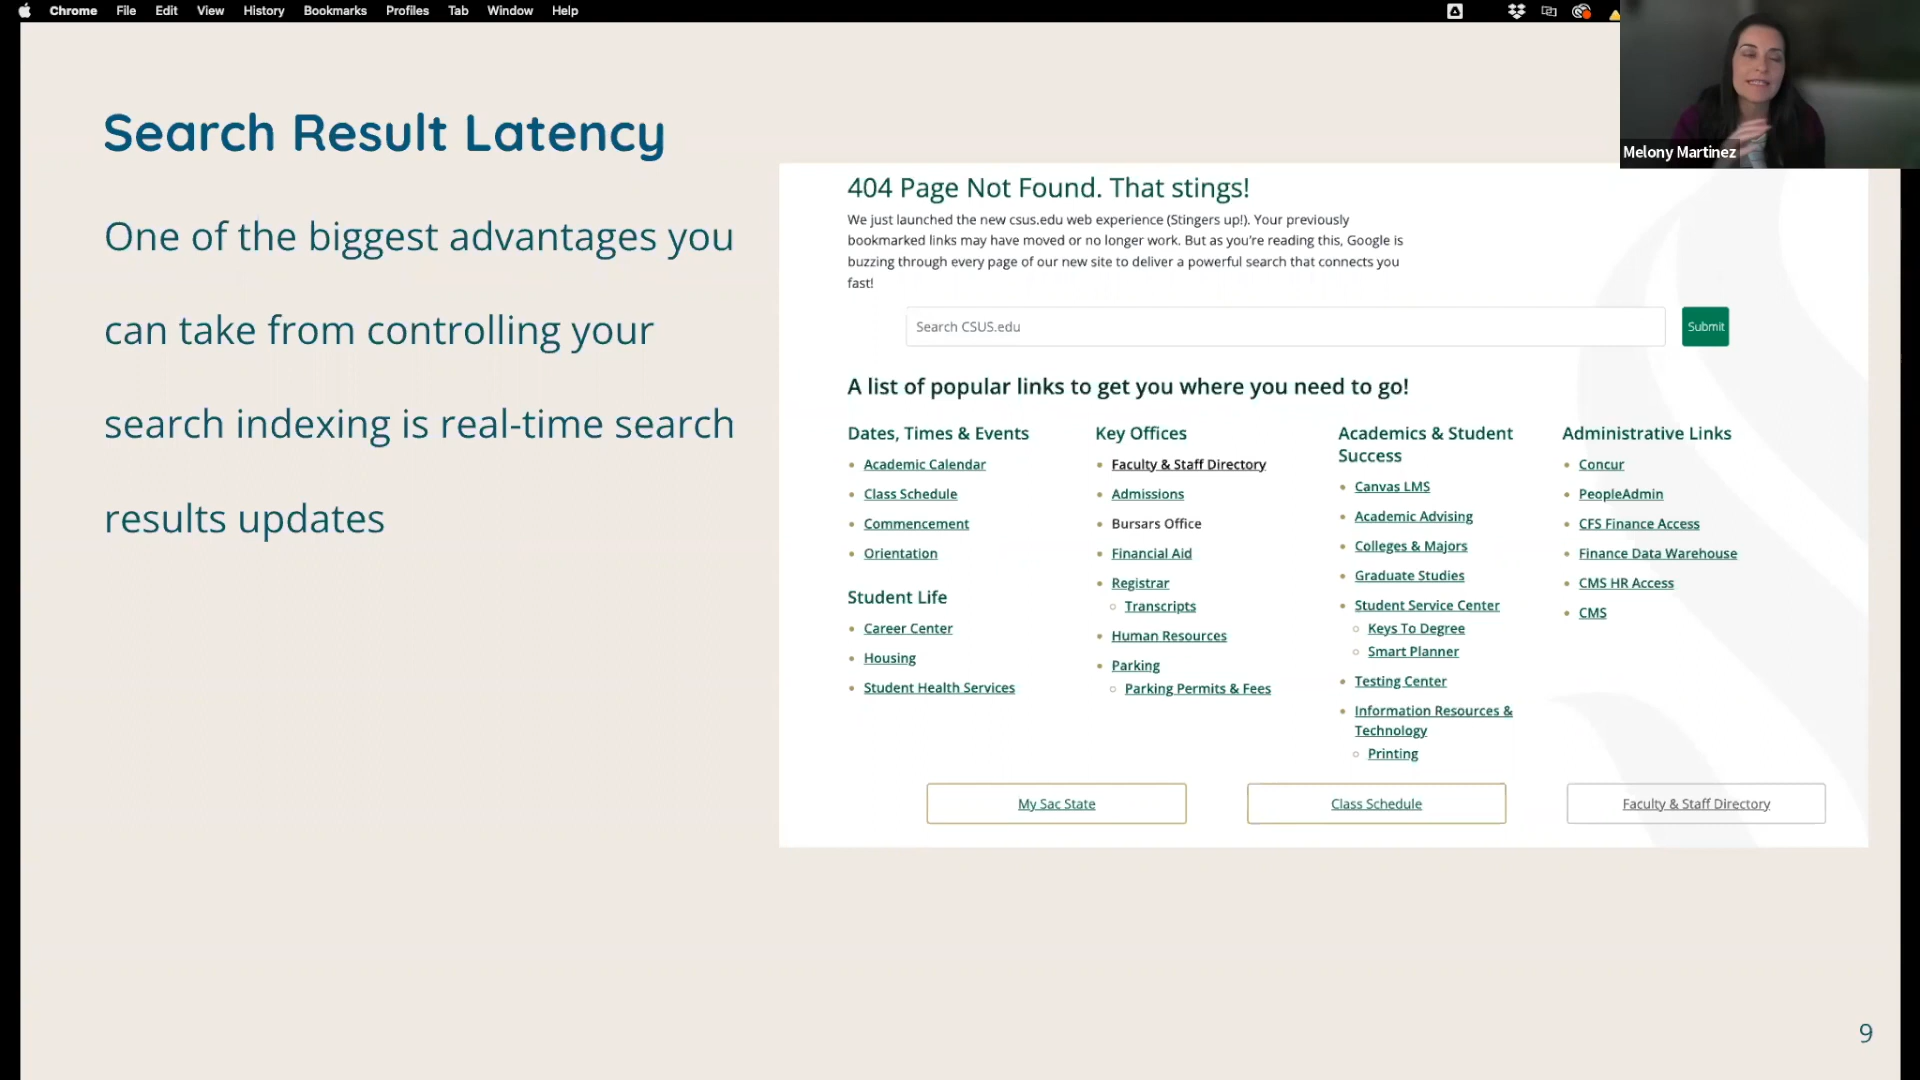 Chrome File Edit View History Bookmarks Profiles Tab Window Help
Melony Martinez
Search Result Latency
One of the biggest advantages you
can take from controlling your
search indexing is real-time search
results updates
404 Page Not Found. That stings!
We just launched the new csus.edu web experience (Stingers up!). Your previously
bookmarked links may have moved or no longer work. But as you're reading this, Google is
buzzing through every page of our new site to deliver a powerful search that connects you
fast!
Search CSUS.edu
Submit
A list of popular links to get you where you need to go!
Dates, Times & Events
Academic Calendar
Class Schedule
Commencement
Orientation
Student Life
Career Center
Housing
Student Health Services
Key Offices
Faculty & Staff Directory
Admissions
Bursars Office
Financial Aid
Registrar
Transcripts
Human Resources
Parking
Parking Permits & Fees
Academics & Student
Success
Canvas LMS
Academic Advising
Colleges & Majors
Graduate Studies
Student Service Center
Keys To Degree
Smart Planner
Testing Center
Information Resources &
Technology
Printing
Administrative Links
Concur
PeopleAdmin
CFS Finance Access
Finance Data Warehouse
CMS HR Access
CMS
My Sac State
Class Schedule
Faculty & Staff Directory
9